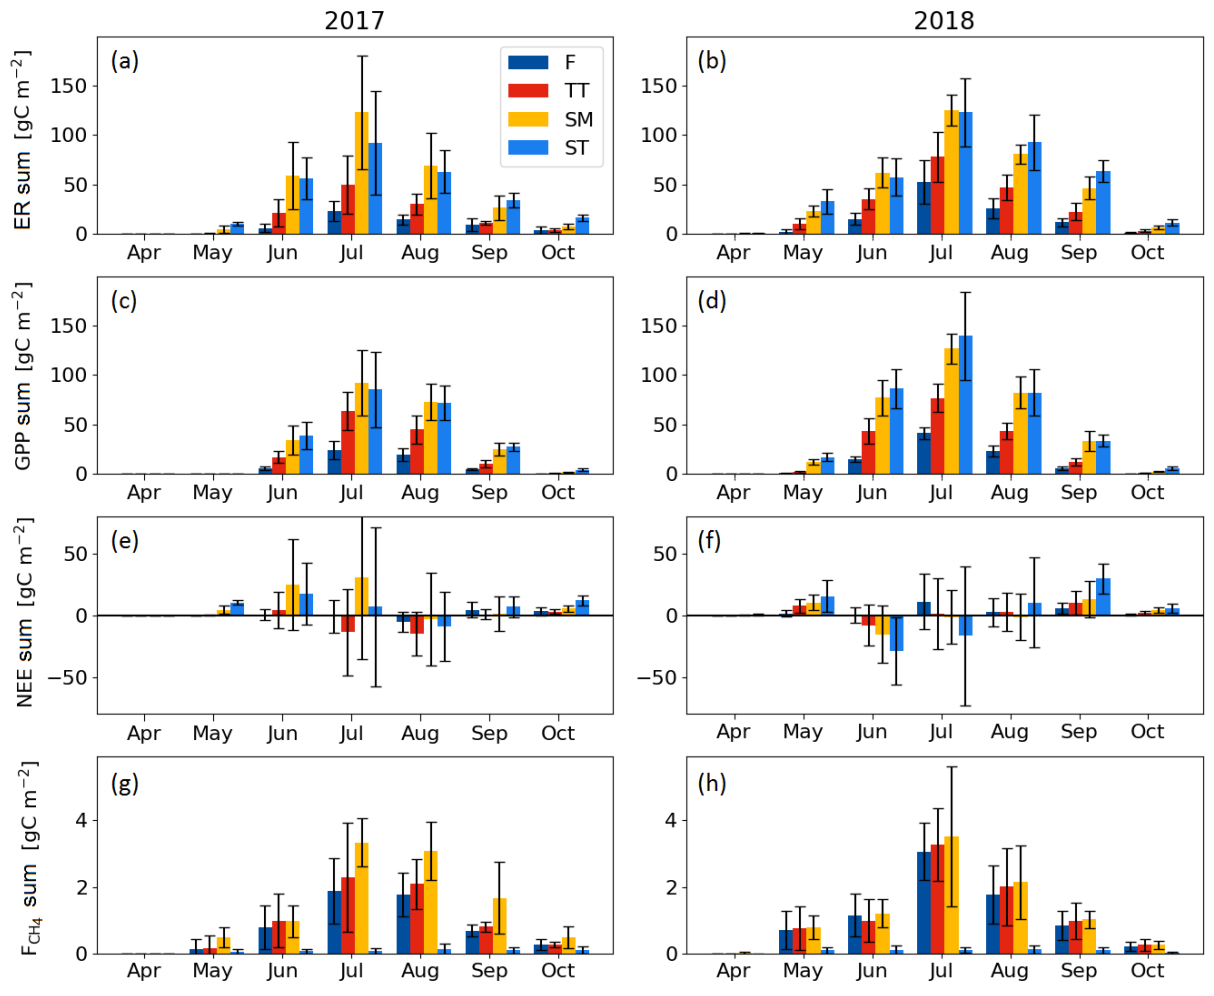 2017
2018
ER sum [gC m⁻²]
(a)
F
TT
SM
ST
150
100
50
0
Apr May Jun Jul Aug Sep Oct
(b)
150
100
50
0
Apr May Jun Jul Aug Sep Oct
GPP sum [gC m⁻²]
(c)
150
100
50
0
Apr May Jun Jul Aug Sep Oct
(d)
150
100
50
0
Apr May Jun Jul Aug Sep Oct
NEE sum [gC m⁻²]
(e)
50
0
−50
Apr May Jun Jul Aug Sep Oct
(f)
50
0
−50
Apr May Jun Jul Aug Sep Oct
F_CH₄ sum [gC m⁻²]
(g)
4
2
0
Apr May Jun Jul Aug Sep Oct
(h)
4
2
0
Apr May Jun Jul Aug Sep Oct